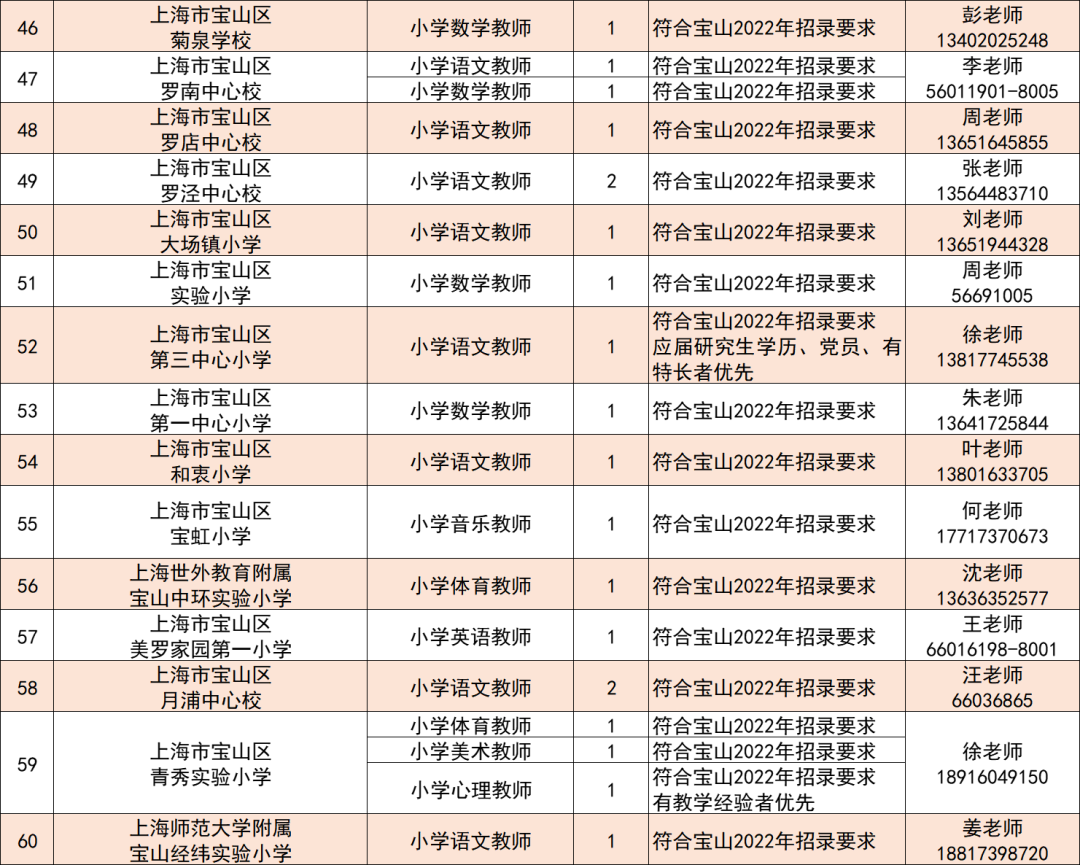 46 上海市宝山区 菊泉学校 小学数学教师 1 符合宝山2022年招录要求 彭老师 13402025248
47 上海市宝山区 罗南中心校 小学语文教师 1 符合宝山2022年招录要求 李老师 56011901-8005
小学数学教师 1 符合宝山2022年招录要求
48 上海市宝山区 罗店中心校 小学语文教师 1 符合宝山2022年招录要求 周老师 13651645855
49 上海市宝山区 罗泾中心校 小学语文教师 2 符合宝山2022年招录要求 张老师 13564483710
50 上海市宝山区 大场镇小学 小学语文教师 1 符合宝山2022年招录要求 刘老师 13651944328
51 上海市宝山区 实验小学 小学数学教师 1 符合宝山2022年招录要求 周老师 56691005
52 上海市宝山区 第三中心小学 小学语文教师 1 符合宝山2022年招录要求 应届研究生学历、党员、有特长者优先 徐老师 13817745538
53 上海市宝山区 第一中心小学 小学数学教师 1 符合宝山2022年招录要求 朱老师 13641725844
54 上海市宝山区 和衷小学 小学语文教师 1 符合宝山2022年招录要求 叶老师 13801633705
55 上海市宝山区 宝虹小学 小学音乐教师 1 符合宝山2022年招录要求 何老师 17717370673
56 上海世外教育附属 宝山中环实验小学 小学体育教师 1 符合宝山2022年招录要求 沈老师 13636352577
57 上海市宝山区 美罗家园第一小学 小学英语教师 1 符合宝山2022年招录要求 王老师 66016198-8001
58 上海市宝山区 月浦中心校 小学语文教师 2 符合宝山2022年招录要求 汪老师 66036865
59 上海市宝山区 青秀实验小学 小学体育教师 1 符合宝山2022年招录要求 徐老师 18916049150
小学美术教师 1 符合宝山2022年招录要求
小学心理教师 1 符合宝山2022年招录要求 有教学经验者优先
60 上海师范大学附属 宝山经纬实验小学 小学语文教师 1 符合宝山2022年招录要求 姜老师 18817398720